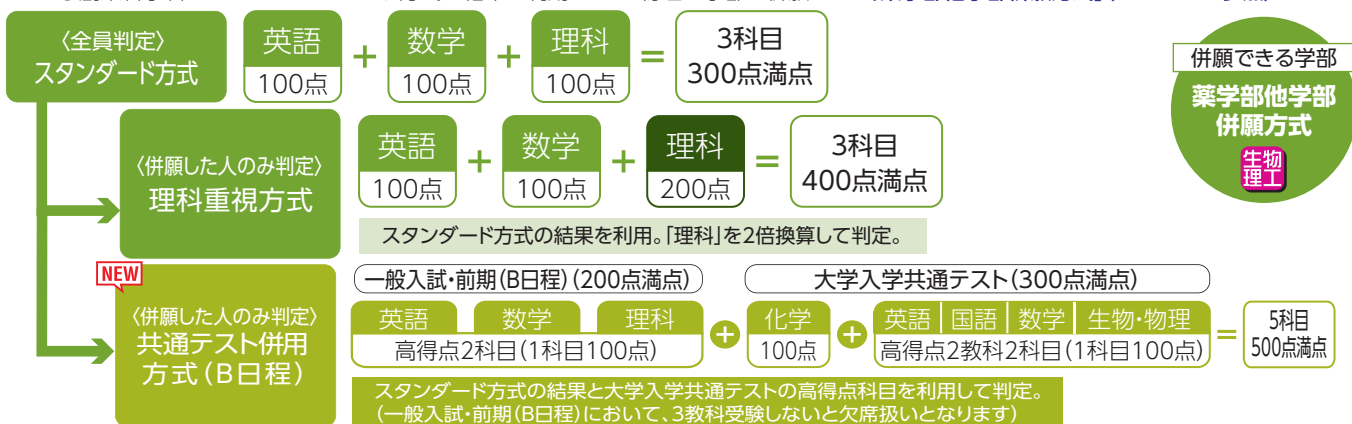 〈全員判定〉
スタンダード方式
英語
100点
+
数学
100点
+
理科
100点
=
3科目
300点満点
併願できる学部
薬学部他学部
併願方式
生物
理工
〈併願した人のみ判定〉
理科重視方式
英語
100点
+
数学
100点
+
理科
200点
=
3科目
400点満点
スタンダード方式の結果を利用。「理科」を2倍換算して判定。
NEW
〈併願した人のみ判定〉
共通テスト併用
方式(B日程)
一般入試・前期(B日程)(200点満点)
英語 数学 理科
高得点2科目(1科目100点)
+
大学入学共通テスト(300点満点)
化学
100点
+
英語 国語 数学 生物・物理
高得点2教科2科目(1科目100点)
=
5科目
500点満点
スタンダード方式の結果と大学入学共通テストの高得点科目を利用して判定。
(一般入試・前期(B日程)において、3教科受験しないと欠席扱いとなります)